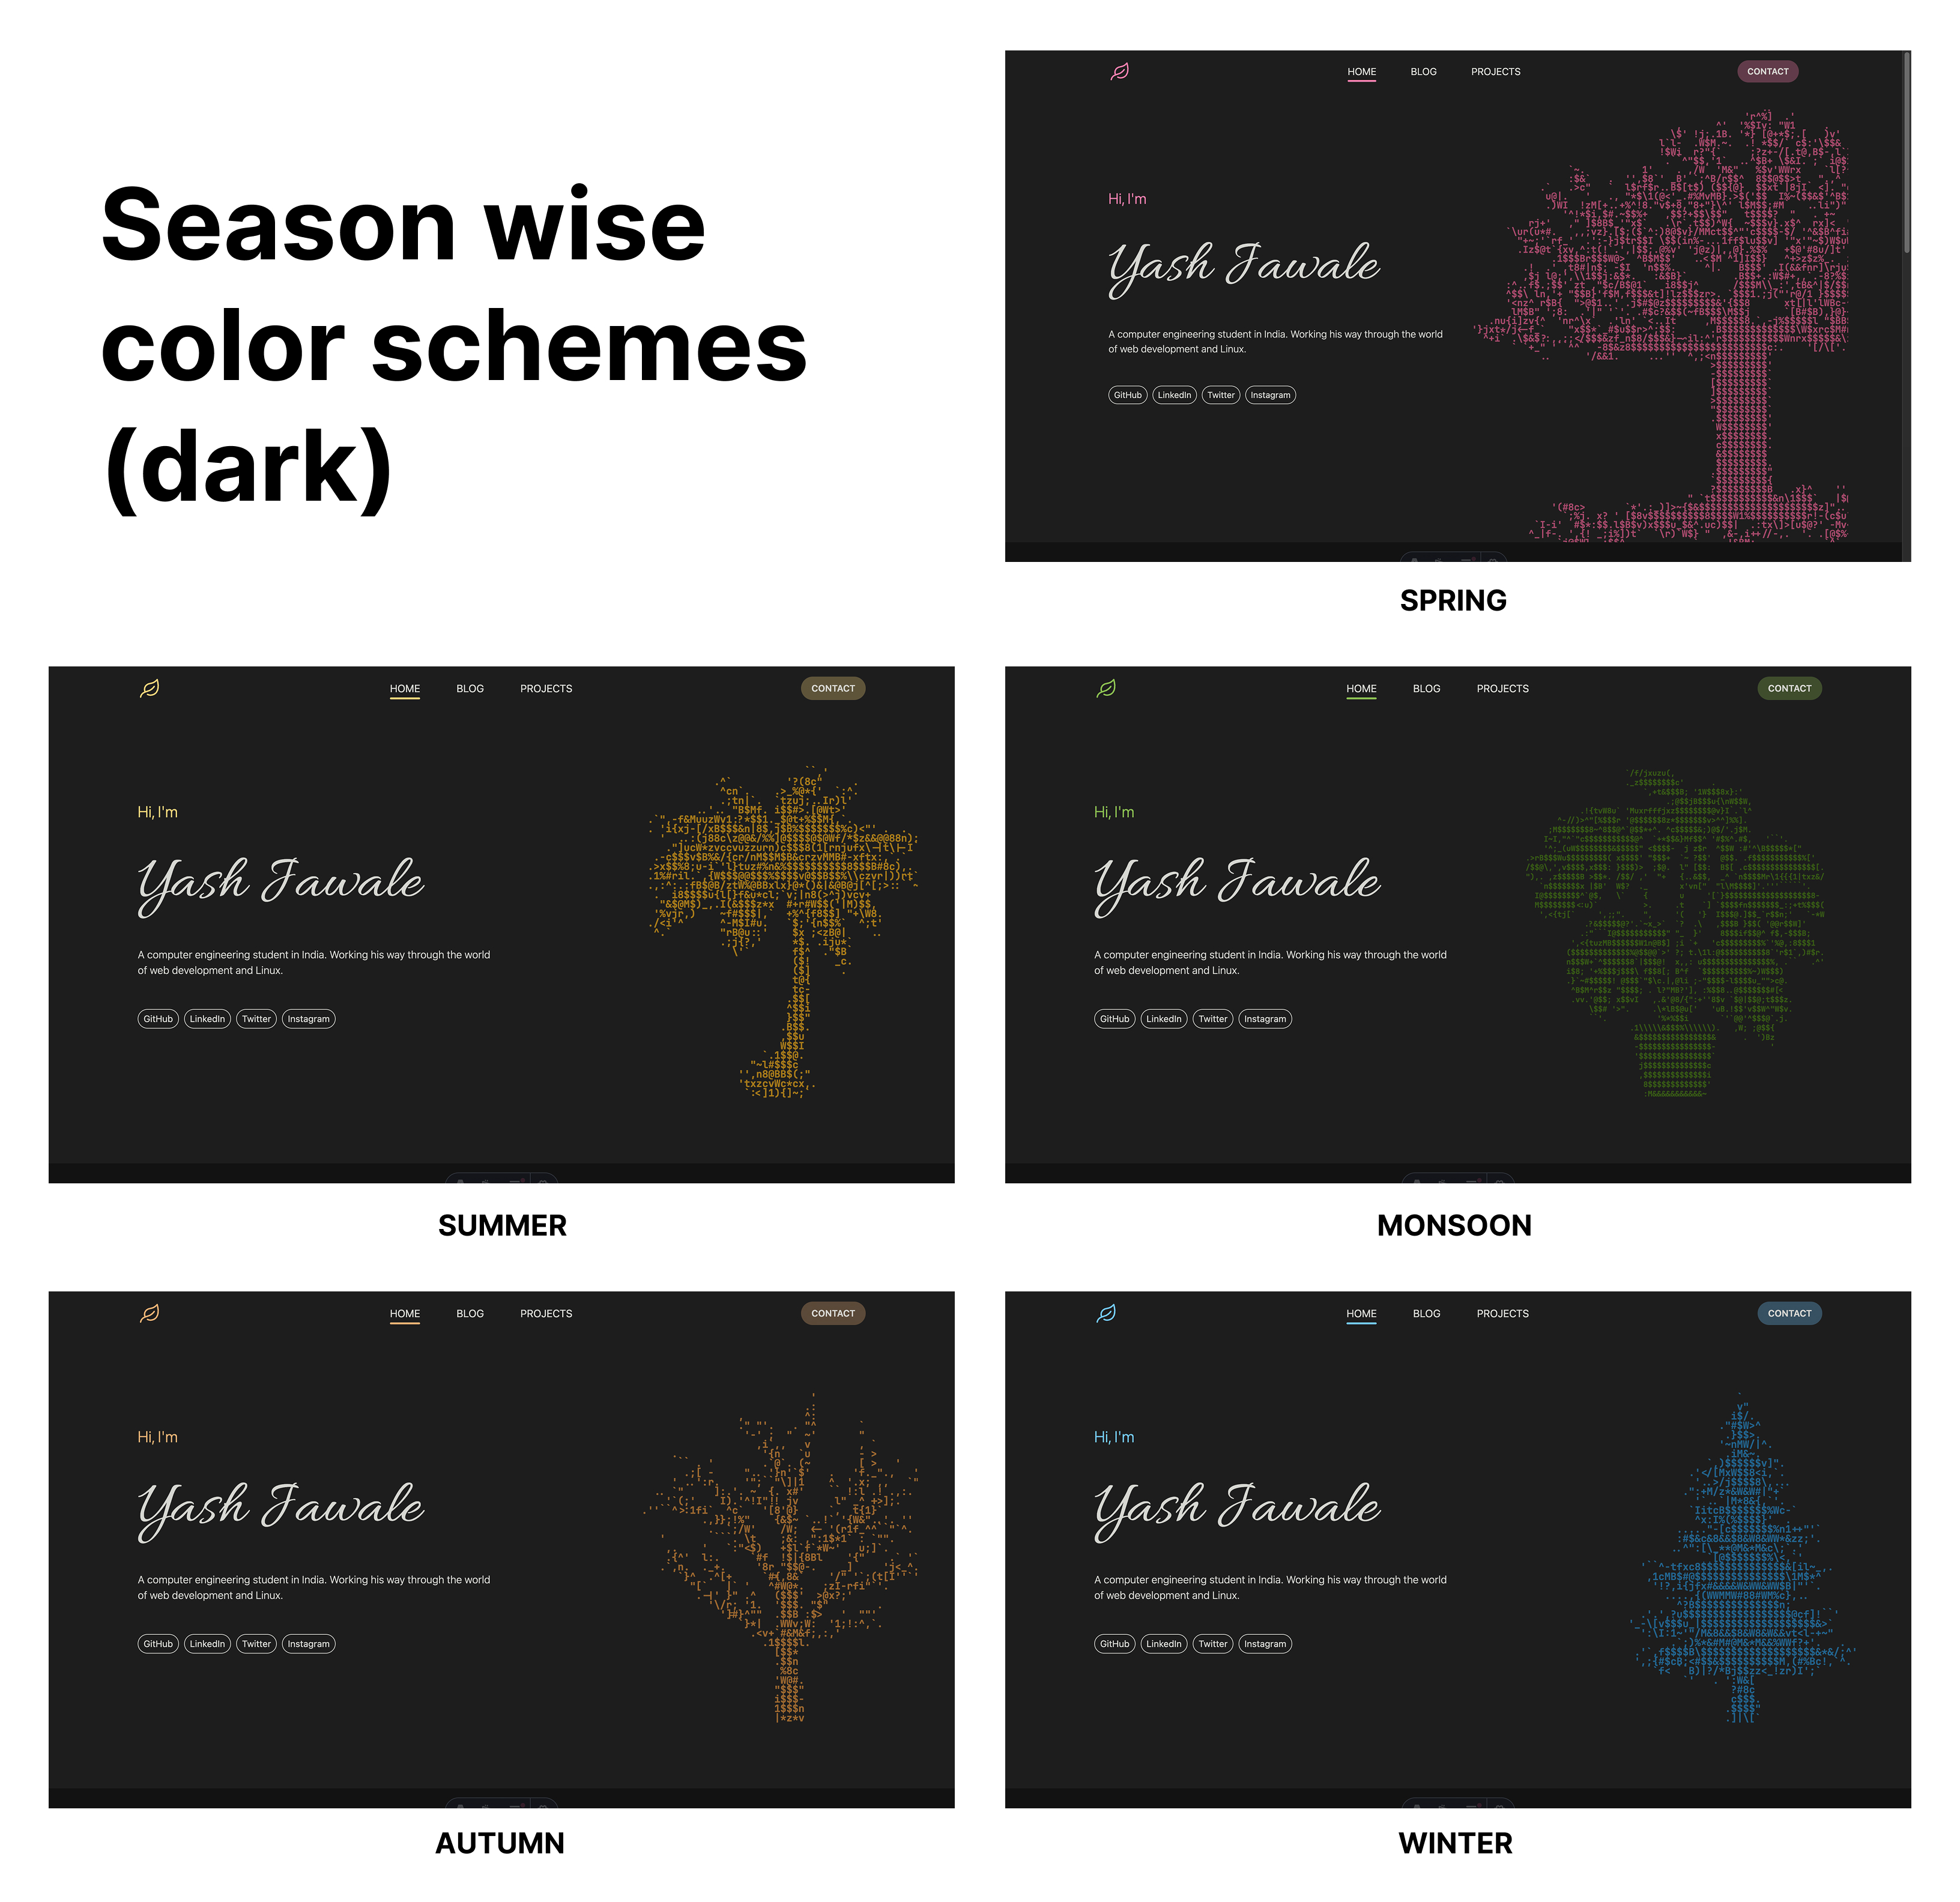 Season wise
color schemes
(dark)
HOME BLOG PROJECTS CONTACT
Hi, I'm
Yash Jawale
A computer engineering student in India. Working his way through the world
of web development and Linux.
GitHub LinkedIn Twitter Instagram
SPRING
HOME BLOG PROJECTS CONTACT
Hi, I'm
Yash Jawale
A computer engineering student in India. Working his way through the world
of web development and Linux.
GitHub LinkedIn Twitter Instagram
SUMMER
HOME BLOG PROJECTS CONTACT
Hi, I'm
Yash Jawale
A computer engineering student in India. Working his way through the world
of web development and Linux.
GitHub LinkedIn Twitter Instagram
MONSOON
HOME BLOG PROJECTS CONTACT
Hi, I'm
Yash Jawale
A computer engineering student in India. Working his way through the world
of web development and Linux.
GitHub LinkedIn Twitter Instagram
AUTUMN
HOME BLOG PROJECTS CONTACT
Hi, I'm
Yash Jawale
A computer engineering student in India. Working his way through the world
of web development and Linux.
GitHub LinkedIn Twitter Instagram
WINTER